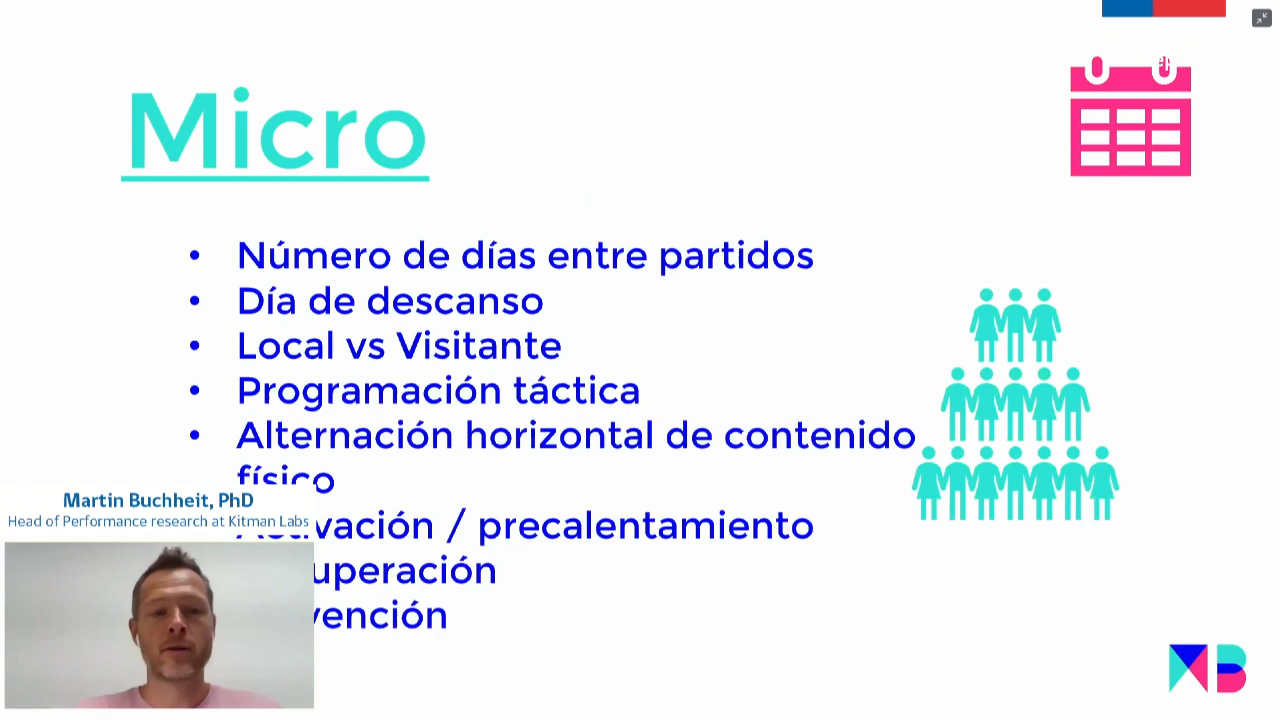 Micro
• Número de días entre partidos
• Día de descanso
• Local vs Visitante
• Programación táctica
• Alternación horizontal de contenido
físico
Martin Buchheit, PhD
Head of Performance research at Kitman Labs
/ precalentamiento